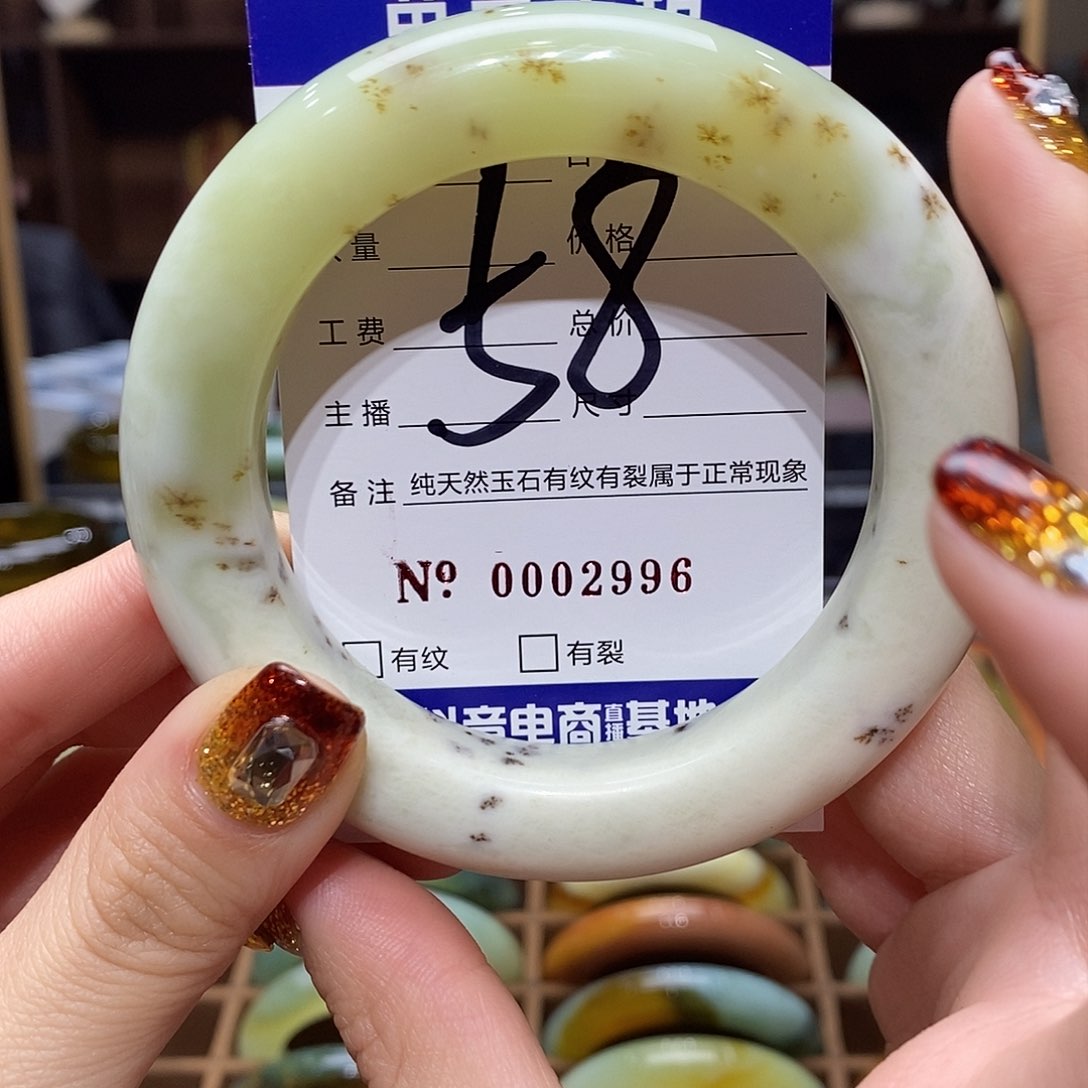 58
量 价格
工费 总价
主播 尺寸
备注 纯天然玉石有纹有裂属于正常现象
Nº 0002996
有纹 有裂
抖音电商直播基地